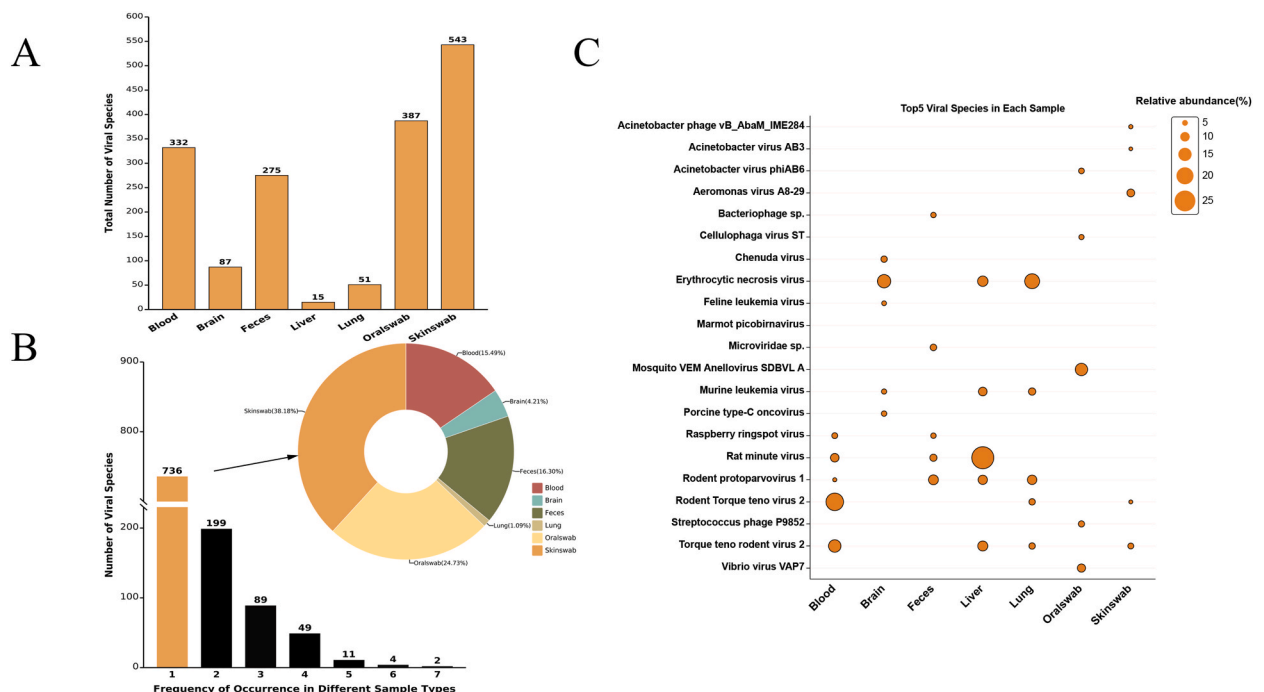 A
Total Number of Viral Species
600
550
500
450
400
350
300
250
200
150
100
50
0
332
87
275
15
51
387
543
Blood
Brain
Feces
Liver
Lung
Oralswab
Skinswab
B
Number of Viral Species
900
800
200
100
0
736
199
89
49
11
4
2
1 2 3 4 5 6 7
Frequency of Occurrence in Different Sample Types
Blood(15.49%)
Brain(4.21%)
Feces(16.30%)
Lung(1.09%)
Oralswab(24.73%)
Skinswab(38.18%)
Blood
Brain
Feces
Lung
Oralswab
Skinswab
C
Top5 Viral Species in Each Sample
Acinetobacter phage vB_AbaM_IME284
Acinetobacter virus AB3
Acinetobacter virus phiAB6
Aeromonas virus A8-29
Bacteriophage sp.
Cellulophaga virus ST
Chenuda virus
Erythrocytic necrosis virus
Feline leukemia virus
Marmot picobirnavirus
Microviridae sp.
Mosquito VEM Anellovirus SDBVL A
Murine leukemia virus
Porcine type-C oncovirus
Raspberry ringspot virus
Rat minute virus
Rodent protoparvovirus 1
Rodent Torque teno virus 2
Streptococcus phage P9852
Torque teno rodent virus 2
Vibrio virus VAP7
Blood
Brain
Feces
Liver
Lung
Oralswab
Skinswab
Relative abundance(%)
5
10
15
20
25